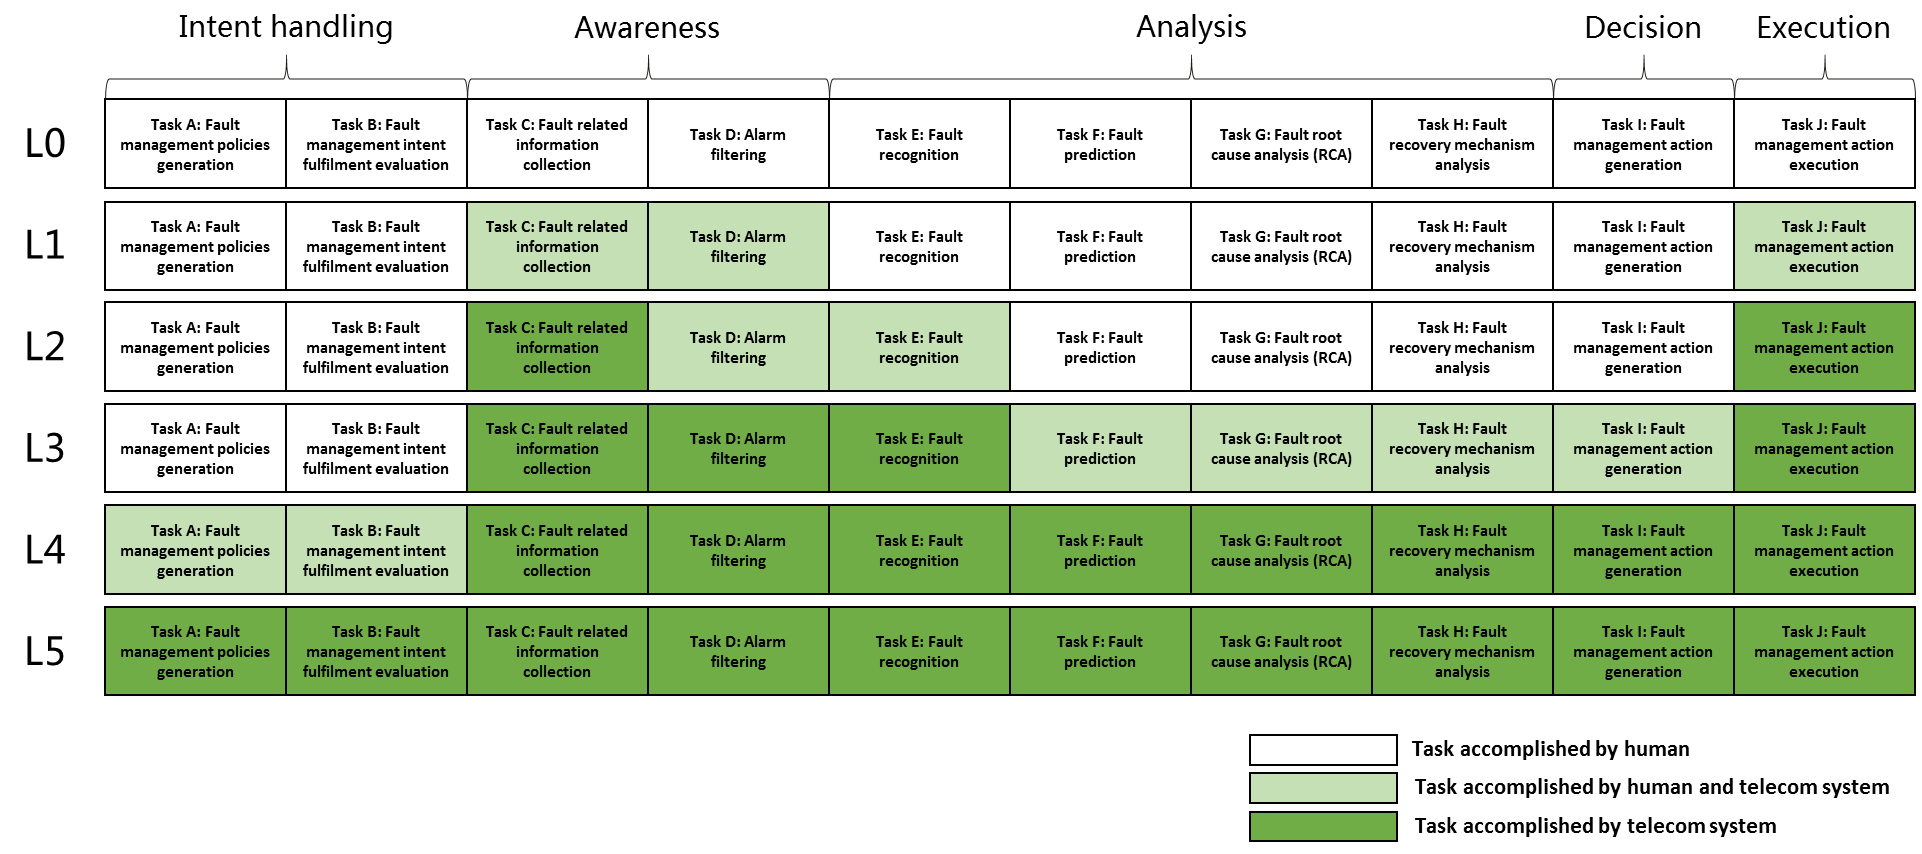 Intent handling
Awareness
Analysis
Decision
Execution
L0
Task A: Fault
management policies
generation
Task B: Fault
management intent
fulfilment evaluation
Task C: Fault related
information
collection
Task D: Alarm
filtering
Task E: Fault
recognition
Task F: Fault
prediction
Task G: Fault root
cause analysis (RCA)
Task H: Fault
recovery mechanism
analysis
Task I: Fault
management action
generation
Task J: Fault
management action
execution
L1
Task A: Fault
management policies
generation
Task B: Fault
management intent
fulfilment evaluation
Task C: Fault related
information
collection
Task D: Alarm
filtering
Task E: Fault
recognition
Task F: Fault
prediction
Task G: Fault root
cause analysis (RCA)
Task H: Fault
recovery mechanism
analysis
Task I: Fault
management action
generation
Task J: Fault
management action
execution
L2
Task A: Fault
management policies
generation
Task B: Fault
management intent
fulfilment evaluation
Task C: Fault related
information
collection
Task D: Alarm
filtering
Task E: Fault
recognition
Task F: Fault
prediction
Task G: Fault root
cause analysis (RCA)
Task H: Fault
recovery mechanism
analysis
Task I: Fault
management action
generation
Task J: Fault
management action
execution
L3
Task A: Fault
management policies
generation
Task B: Fault
management intent
fulfilment evaluation
Task C: Fault related
information
collection
Task D: Alarm
filtering
Task E: Fault
recognition
Task F: Fault
prediction
Task G: Fault root
cause analysis (RCA)
Task H: Fault
recovery mechanism
analysis
Task I: Fault
management action
generation
Task J: Fault
management action
execution
L4
Task A: Fault
management policies
generation
Task B: Fault
management intent
fulfilment evaluation
Task C: Fault related
information
collection
Task D: Alarm
filtering
Task E: Fault
recognition
Task F: Fault
prediction
Task G: Fault root
cause analysis (RCA)
Task H: Fault
recovery mechanism
analysis
Task I: Fault
management action
generation
Task J: Fault
management action
execution
L5
Task A: Fault
management policies
generation
Task B: Fault
management intent
fulfilment evaluation
Task C: Fault related
information
collection
Task D: Alarm
filtering
Task E: Fault
recognition
Task F: Fault
prediction
Task G: Fault root
cause analysis (RCA)
Task H: Fault
recovery mechanism
analysis
Task I: Fault
management action
generation
Task J: Fault
management action
execution
Task accomplished by human
Task accomplished by human and telecom system
Task accomplished by telecom system